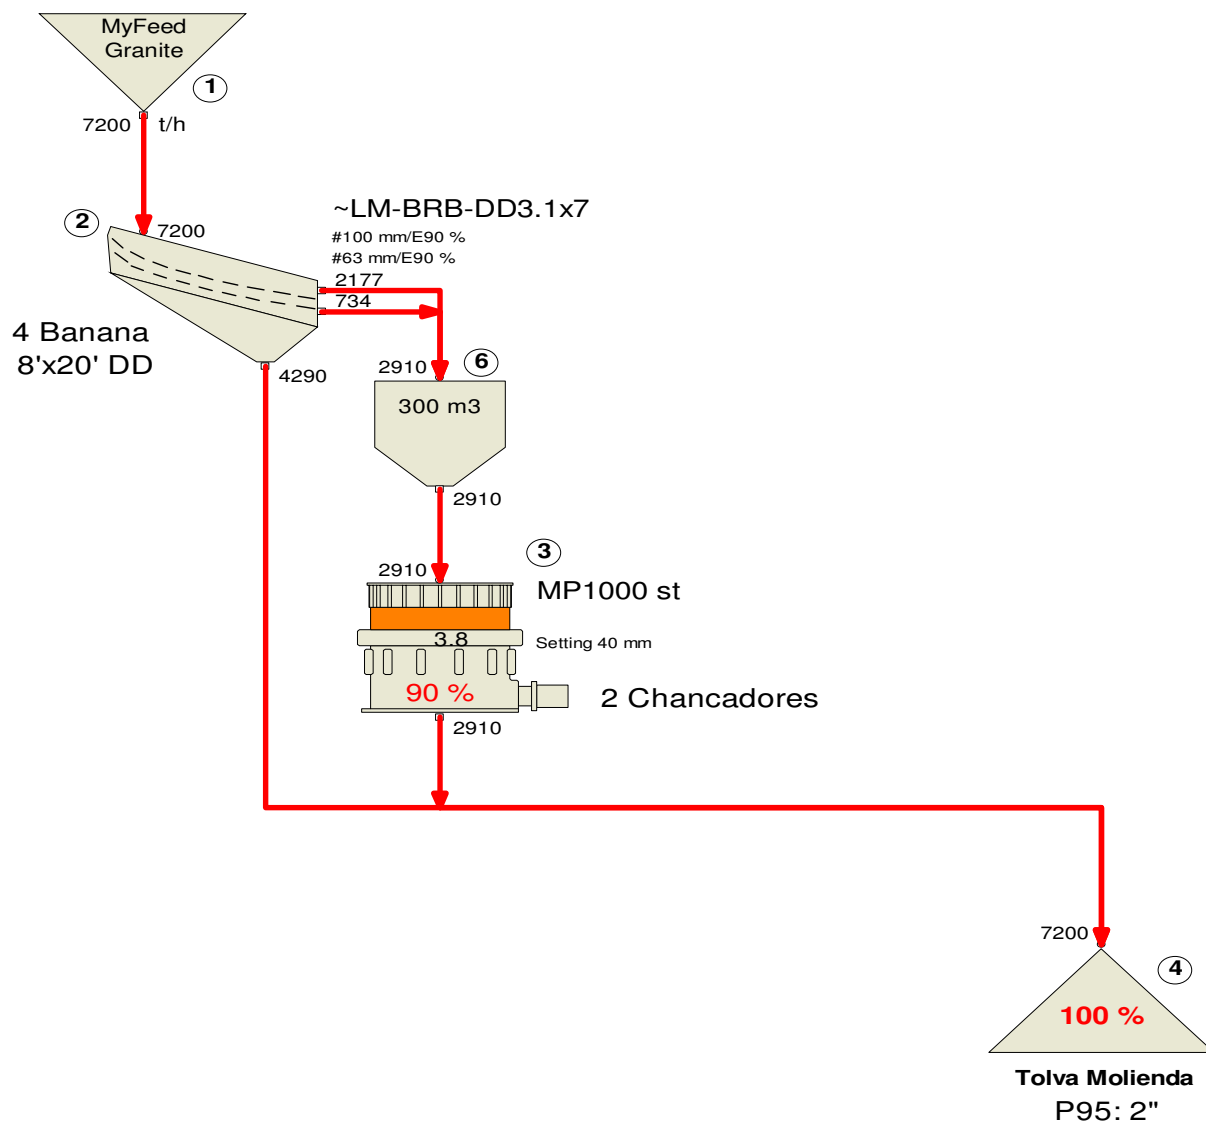 MyFeed
Granite
1
7200 t/h
2
7200
~LM-BRB-DD3.1x7
#100 mm/E90 %
#63 mm/E90 %
2177
734
4 Banana
8'x20' DD
4290
2910
6
300 m3
2910
3
2910
MP1000 st
3.8
Setting 40 mm
90 %
2 Chancadores
2910
7200
4
100 %
Tolva Molienda
P95: 2"